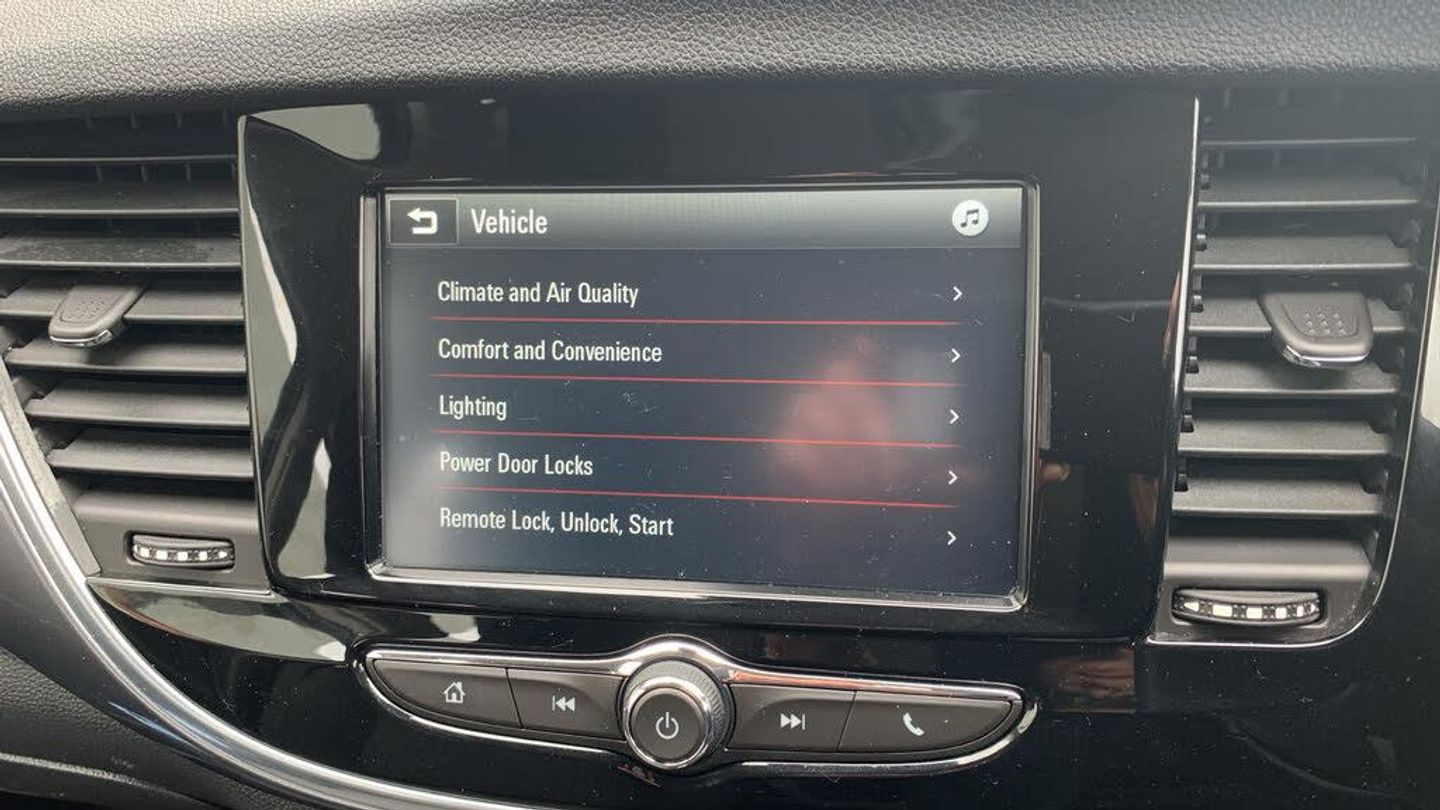 Vehicle
Climate and Air Quality
Comfort and Convenience
Lighting
Power Door Locks
Remote Lock, Unlock, Start